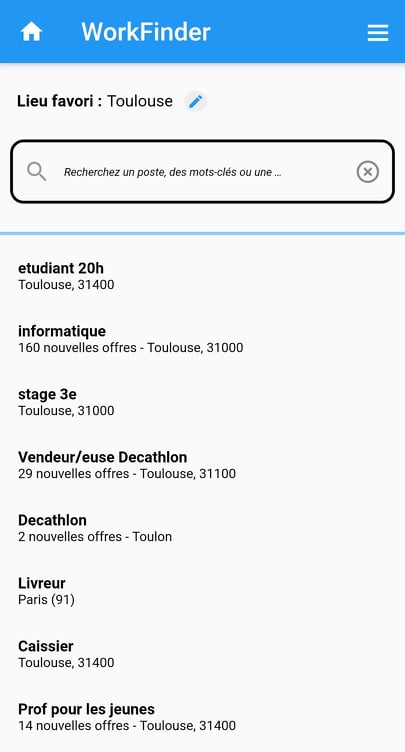 WorkFinder
Lieu favori : Toulouse
Recherchez un poste, des mots-clés ou une ...
etudiant 20h
Toulouse, 31400
informatique
160 nouvelles offres - Toulouse, 31000
stage 3e
Toulouse, 31000
Vendeur/euse Decathlon
29 nouvelles offres - Toulouse, 31100
Decathlon
2 nouvelles offres - Toulon
Livreur
Paris (91)
Caissier
Toulouse, 31400
Prof pour les jeunes
14 nouvelles offres - Toulouse, 31400